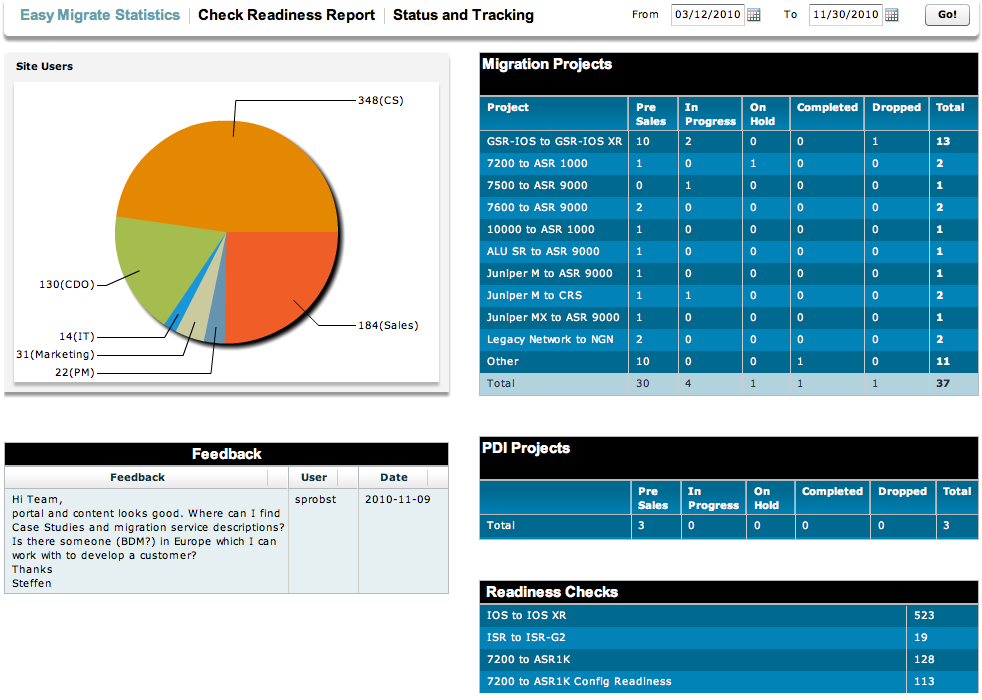 Easy Migrate Statistics Check Readiness Report Status and Tracking From 03/12/2010 To 11/30/2010 Go!
Site Users
348(CS)
130(CDO)
14(IT)
31(Marketing)
22(PM)
184(Sales)
Migration Projects
Project Pre Sales In Progress On Hold Completed Dropped Total
GSR-IOS to GSR-IOS XR 10 2 0 0 1 13
7200 to ASR 1000 1 0 1 0 0 2
7500 to ASR 9000 0 1 0 0 0 1
7600 to ASR 9000 2 0 0 0 0 2
10000 to ASR 1000 1 0 0 0 0 1
ALU SR to ASR 9000 1 0 0 0 0 1
Juniper M to ASR 9000 1 0 0 0 0 1
Juniper M to CRS 1 1 0 0 0 2
Juniper MX to ASR 9000 1 0 0 0 0 1
Legacy Network to NGN 2 0 0 0 0 2
Other 10 0 0 1 0 11
Total 30 4 1 1 1 37
Feedback
Feedback User Date
Hi Team, sprobst 2010-11-09
portal and content looks good. Where can I find
Case Studies and migration service descriptions?
Is there someone (BDM?) in Europe which I can
work with to develop a customer?
Thanks
Steffen
PDI Projects
Pre Sales In Progress On Hold Completed Dropped Total
Total 3 0 0 0 0 3
Readiness Checks
IOS to IOS XR 523
ISR to ISR-G2 19
7200 to ASR1K 128
7200 to ASR1K Config Readiness 113